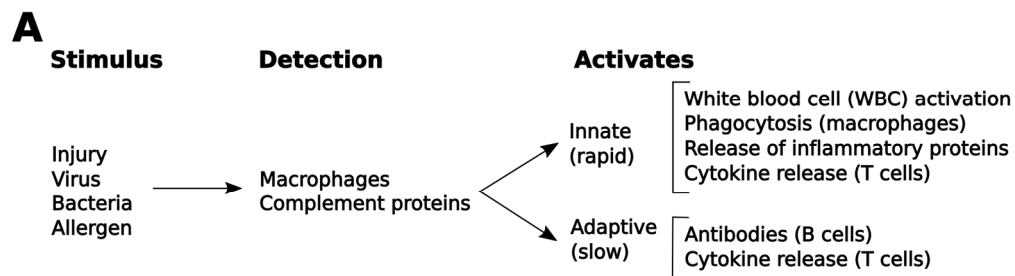 A
Stimulus Detection Activates
Injury
Virus
Bacteria
Allergen
Macrophages
Complement proteins
Innate
(rapid)
White blood cell (WBC) activation
Phagocytosis (macrophages)
Release of inflammatory proteins
Cytokine release (T cells)
Adaptive
(slow)
Antibodies (B cells)
Cytokine release (T cells)